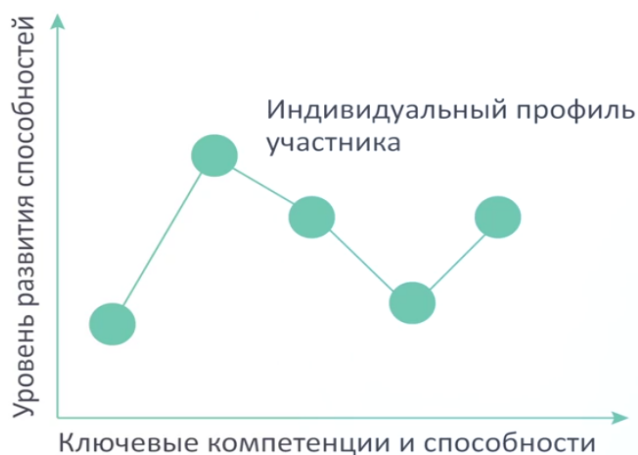 Уровень развития способностей
Индивидуальный профиль
участника
Ключевые компетенции и способности